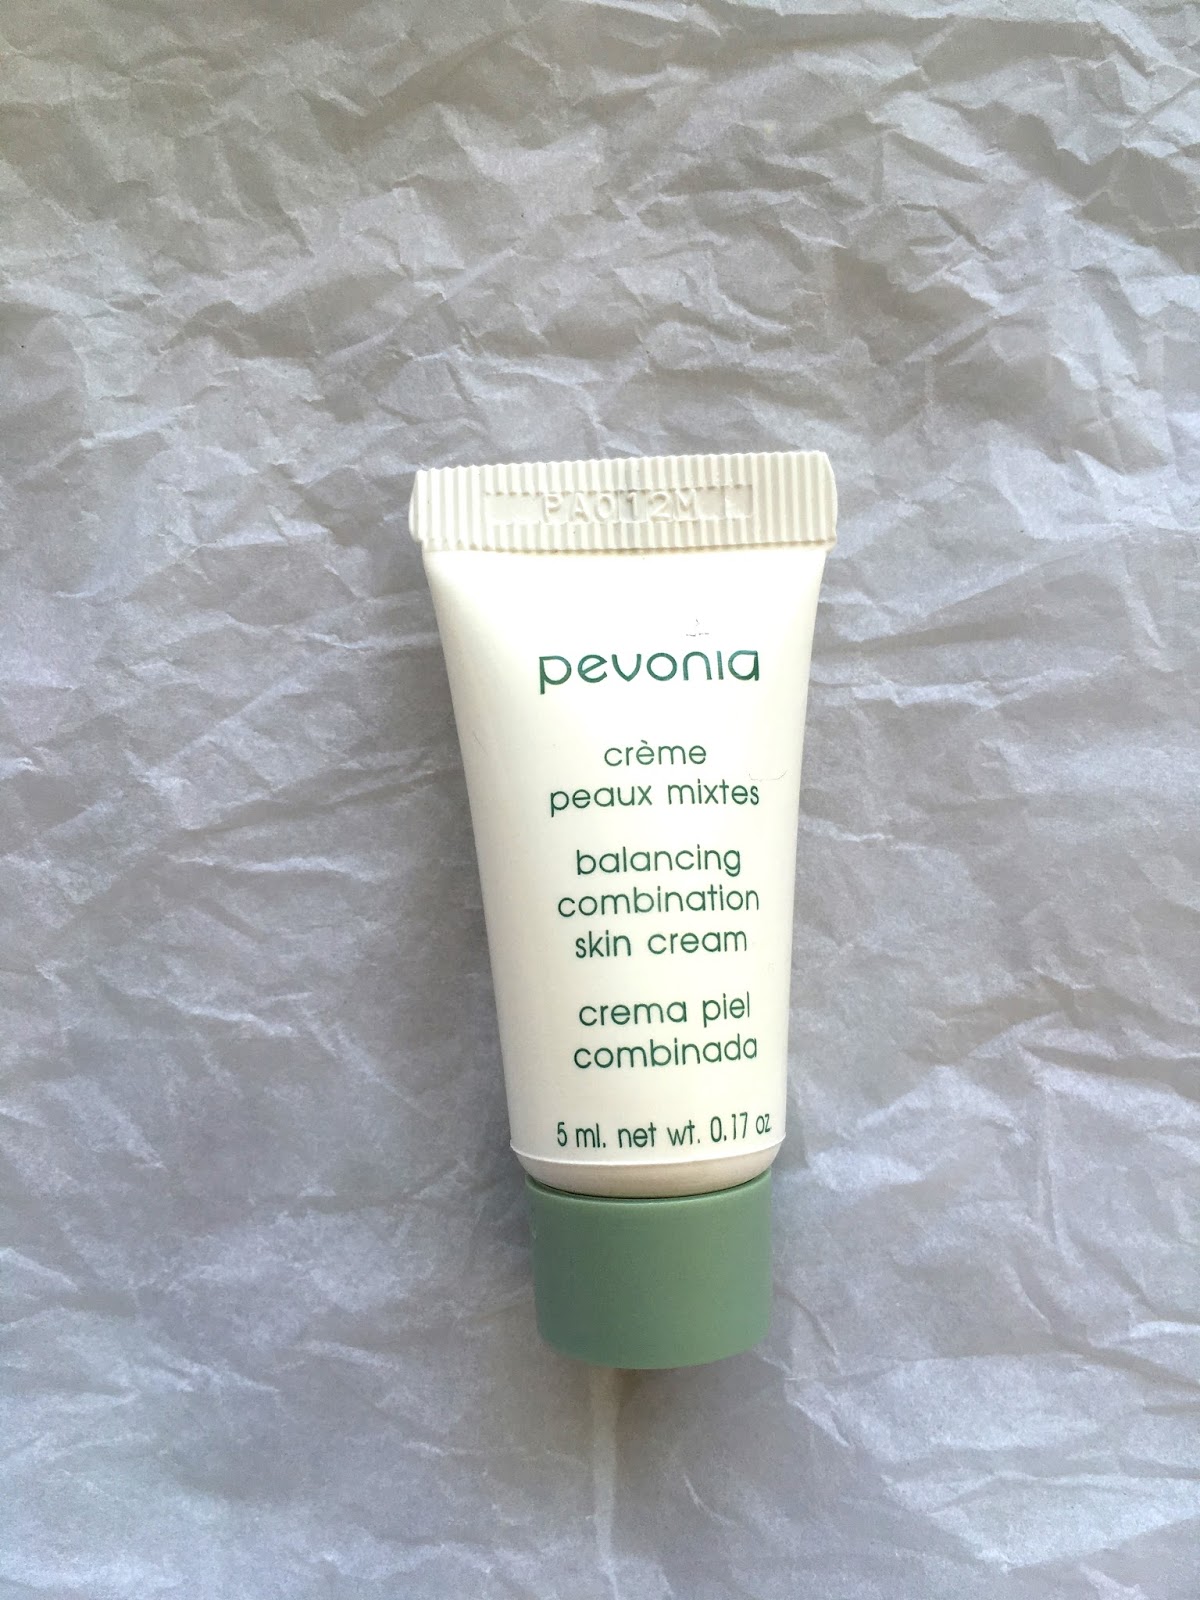 PA012M
pevonia
crème
peaux mixtes
balancing
combination
skin cream
crema piel
combinada
5 ml. net wt. 0.17 oz